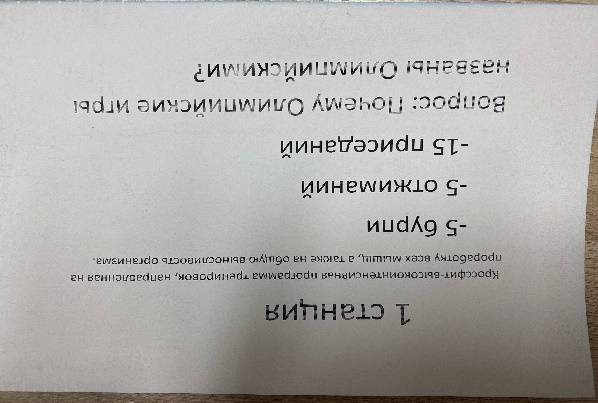 1 станция
Кроссфит-высокоинтенсивная программа тренировок, направленная на
проработку всех мышц, а также на общую выносливость организма.
-5 бурпи
-5 отжиманий
-15 приседаний
Вопрос: Почему Олимпийские игры
названы Олимпийскими?